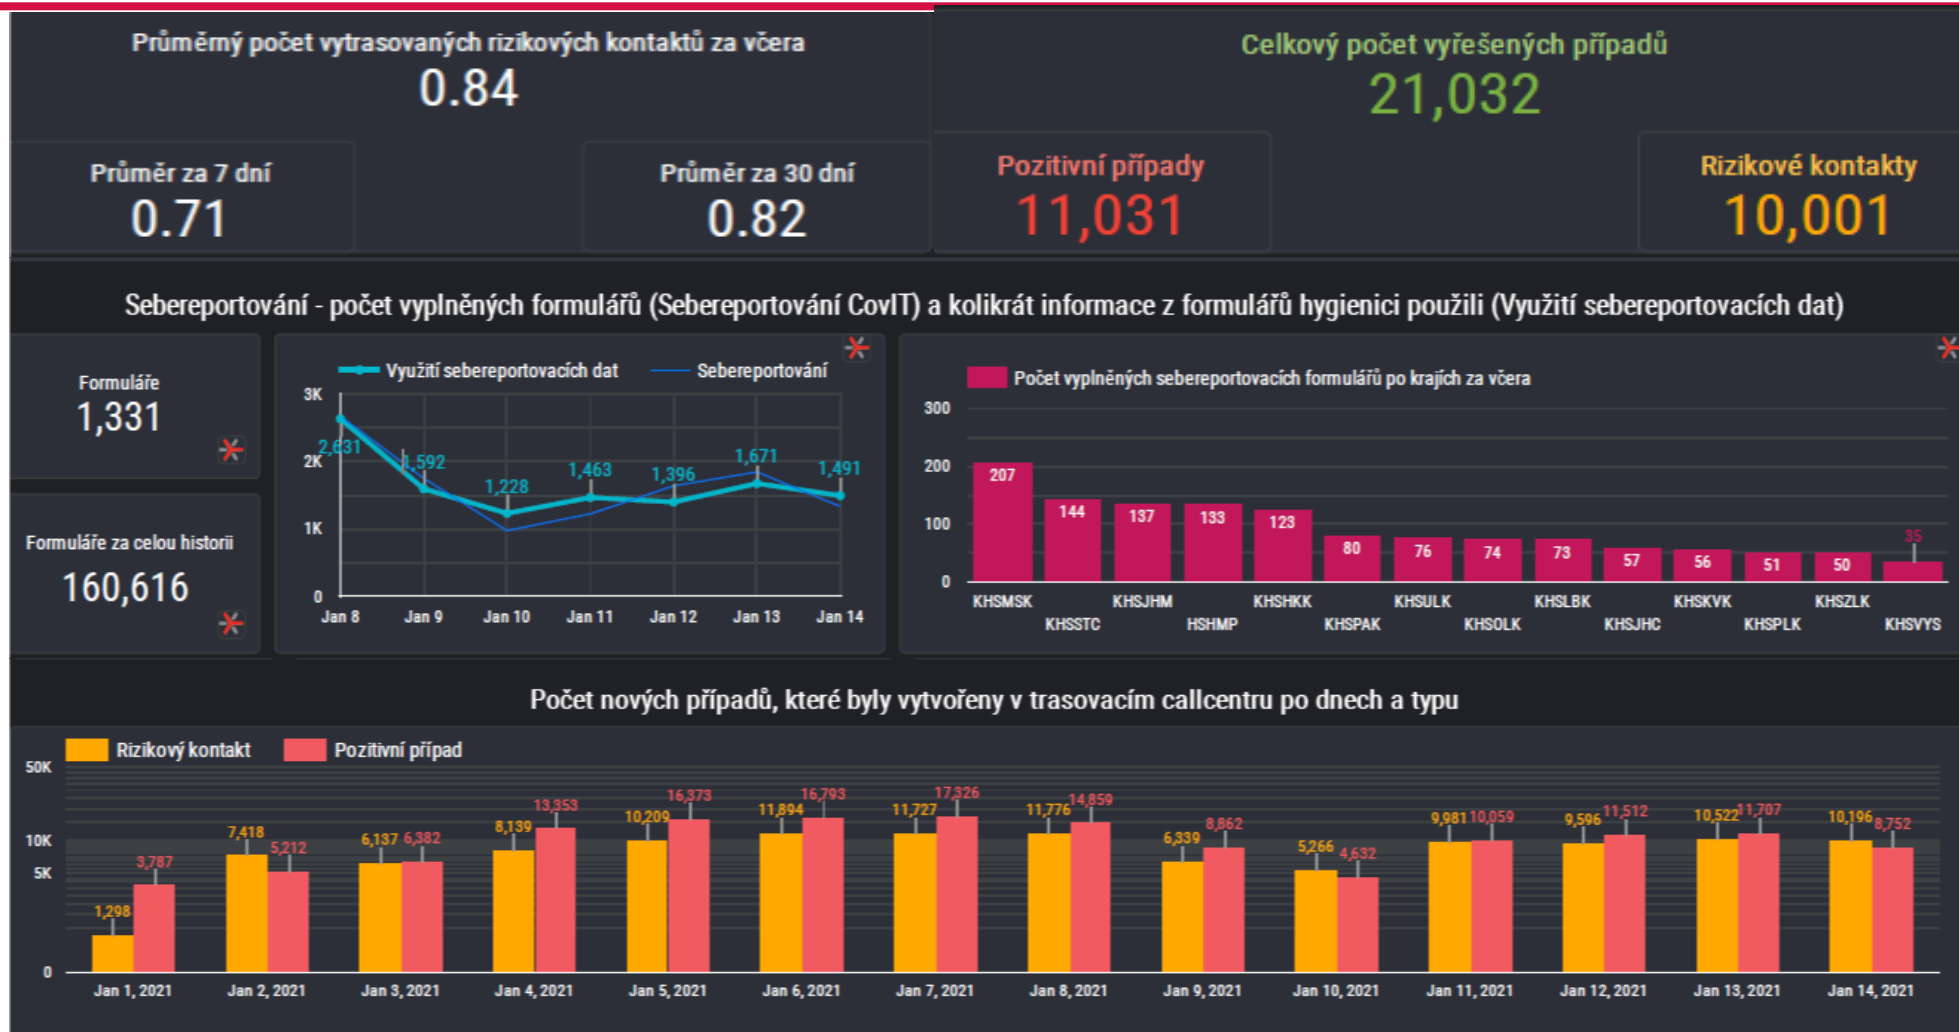 Průměrný počet vytrasovaných rizikových kontaktů za včera
0.84
Průměr za 7 dní
0.71
Průměr za 30 dní
0.82
Celkový počet vyřešených případů
21,032
Pozitivní případy
11,031
Rizikové kontakty
10,001
Sebereportování - počet vyplněných formulářů (Sebereportování CovIT) a kolikrát informace z formulářů hygienici použili (Využití sebereportovacích dat)
Formuláře
1,331
Formuláře za celou historii
160,616
Využití sebereportovacích dat
Sebereportování
3K
2K
1K
0
2,631
1,592
1,228
1,463
1,396
1,671
1,491
Jan 8
Jan 9
Jan 10
Jan 11
Jan 12
Jan 13
Jan 14
Počet vyplněných sebereportovacích formulářů po krajích za včera
300
200
100
0
207
144
137
133
123
80
76
74
73
57
56
51
50
35
KHSMSK
KHSSTC
KHSJHM
HSHMP
KHSHKK
KHSPAK
KHSULK
KHSOLK
KHSLBK
KHSJHC
KHSKVK
KHSPLK
KHSZLK
KHSVYS
Počet nových případů, které byly vytvořeny v trasovacím callcentru po dnech a typu
Rizikový kontakt
Pozitivní případ
50K
10K
5K
0
1,298
3,787
7,418
5,212
6,137
6,382
8,139
13,353
10,209
16,373
11,894
16,793
11,727
17,326
11,776
14,859
6,339
8,862
5,266
4,632
9,981
10,059
9,596
11,512
10,522
11,707
10,196
8,752
Jan 1, 2021
Jan 2, 2021
Jan 3, 2021
Jan 4, 2021
Jan 5, 2021
Jan 6, 2021
Jan 7, 2021
Jan 8, 2021
Jan 9, 2021
Jan 10, 2021
Jan 11, 2021
Jan 12, 2021
Jan 13, 2021
Jan 14, 2021